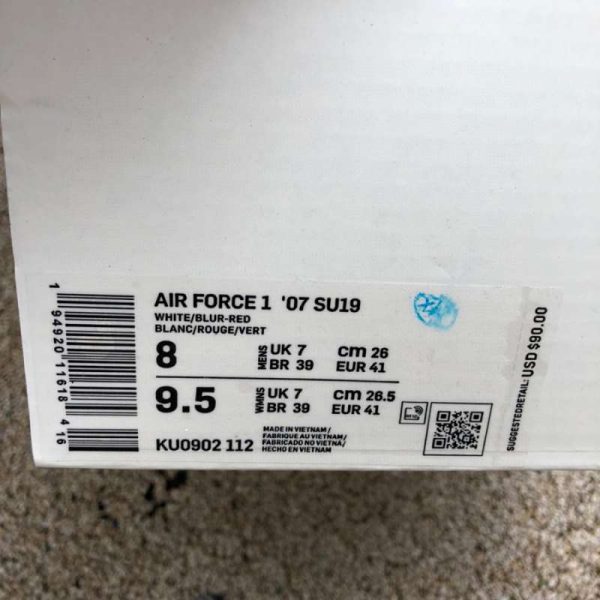 AIR FORCE 1 '07 SU19
WHITE/BLUR-RED
BLANC/ROUGE/VERT
8 MENS UK 7 cm 26
BR 39 EUR 41
9.5 WMNS UK 7 cm 26.5
BR 39 EUR 41
KU0902 112
MADE IN VIETNAM/
FABRIQUE AU VIETNAM/
FABRICADO NO VIETNÃ/
HECHO EN VIETNAM
1 94920 11618 4 16
SUGGESTEDRETAIL: USD $90.00